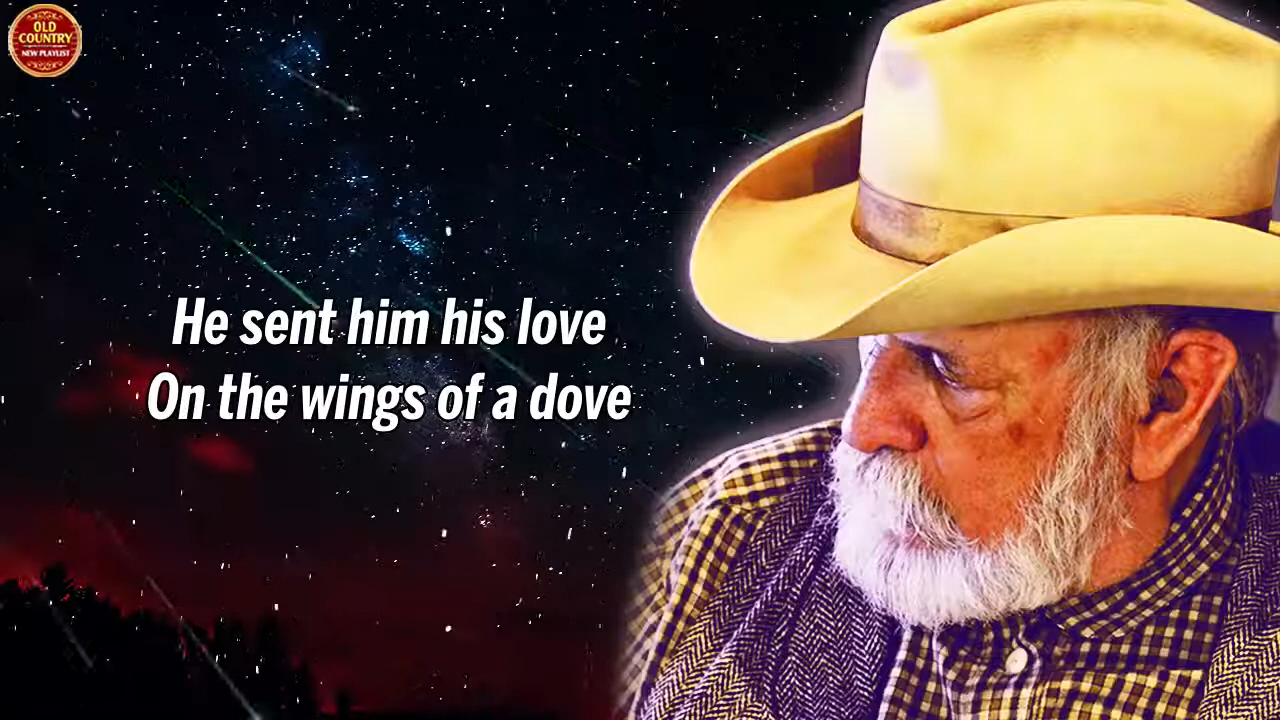 OLD
COUNTRY
NEW PLAYLIST
He sent him his love
On the wings of a dove